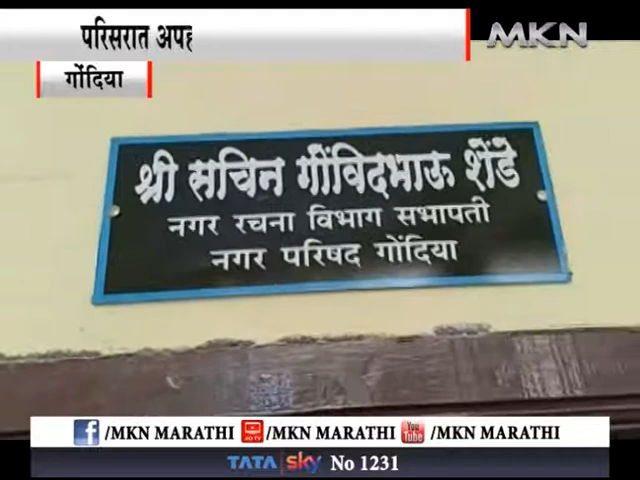 परिसरात अपह
MKN
गोंदिया
श्री सचिन गोंविदभाऊ शेंडे
नगर रचना विभाग सभापती
नगर परिषद गोंदिया
/MKN MARATHI /MKN MARATHI /MKN MARATHI
TATA sky No 1231